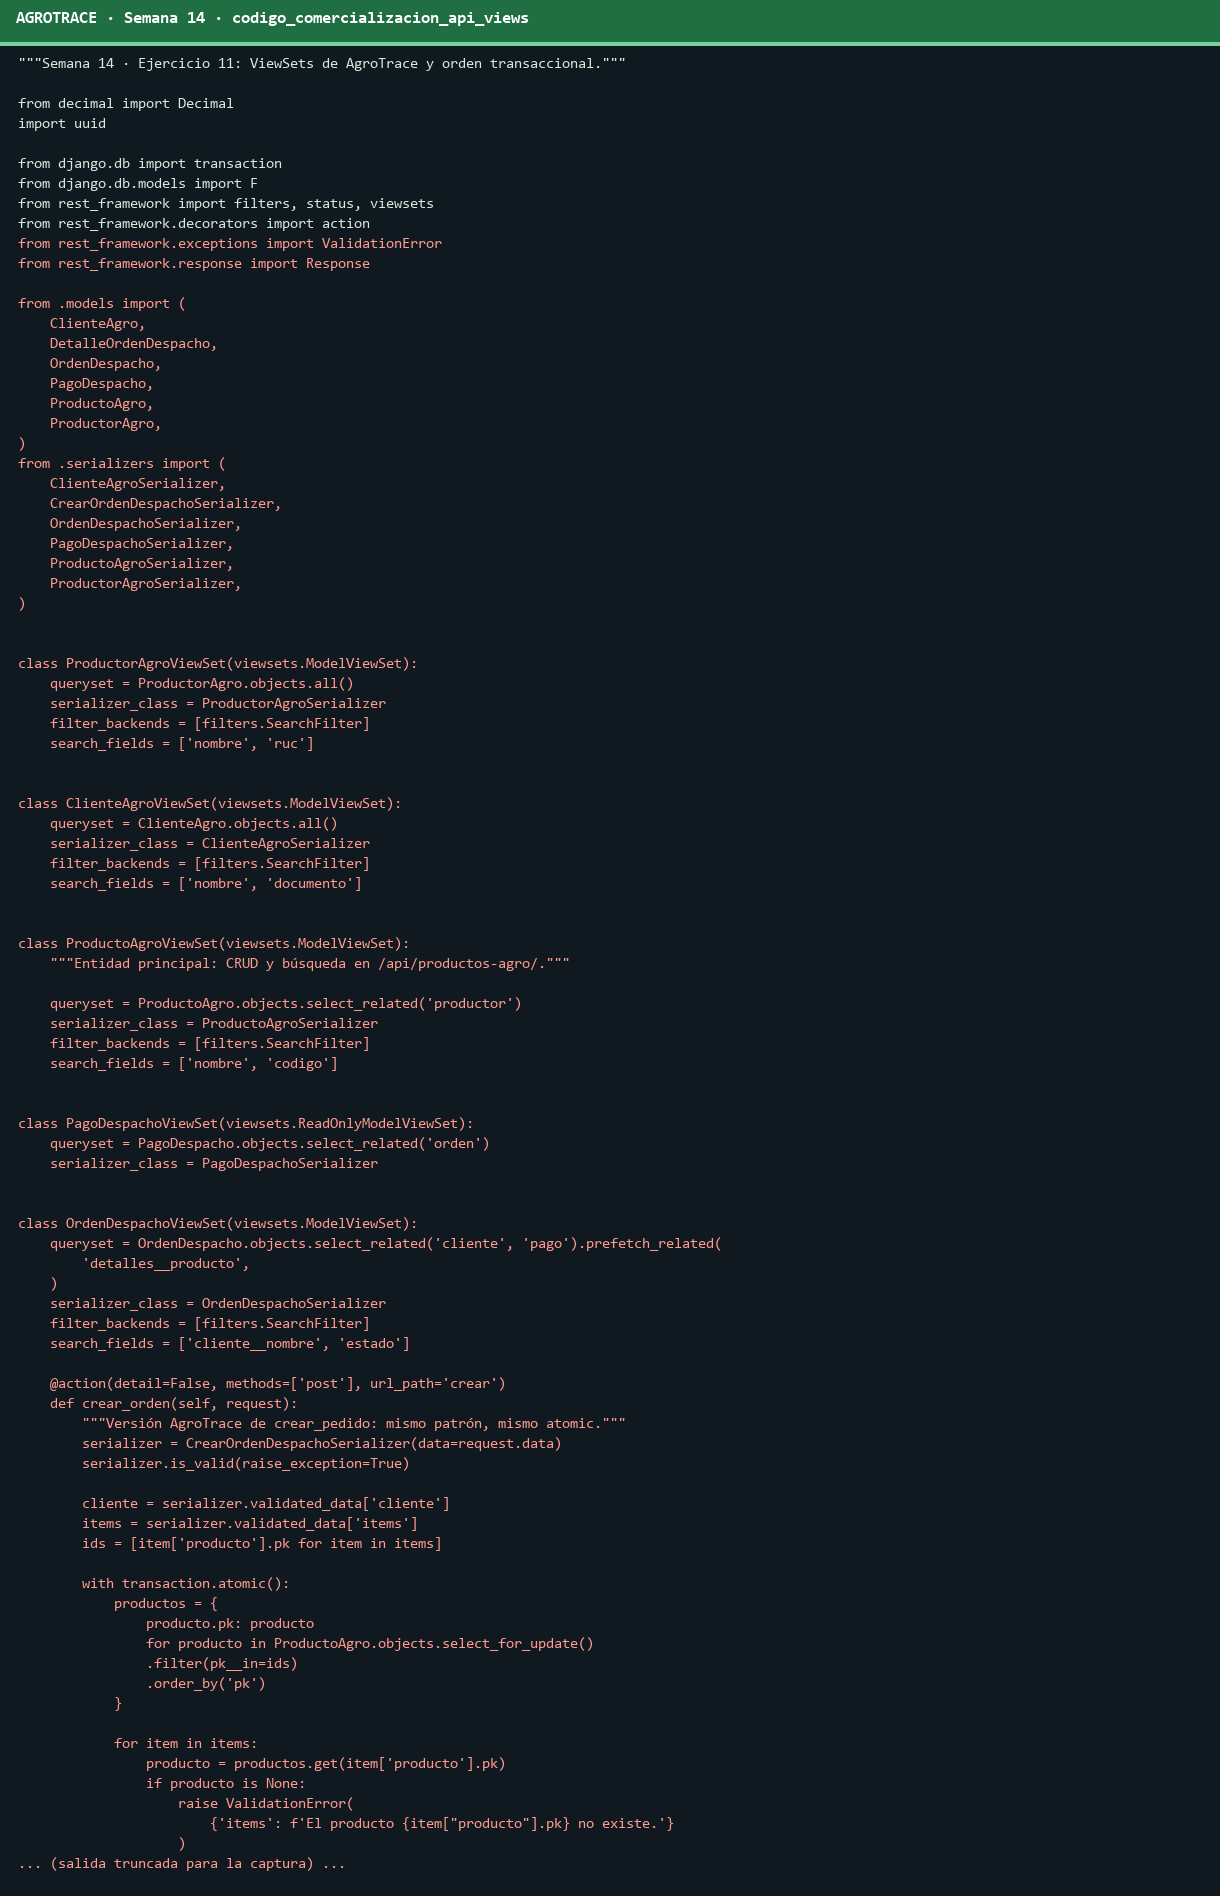 AGROTRACE · Semana 14 · codigo_comercializacion_api_views
"""Semana 14 · Ejercicio 11: ViewSets de AgroTrace y orden transaccional."""

from decimal import Decimal
import uuid

from django.db import transaction
from django.db.models import F
from rest_framework import filters, status, viewsets
from rest_framework.decorators import action
from rest_framework.exceptions import ValidationError
from rest_framework.response import Response

from .models import (
    ClienteAgro,
    DetalleOrdenDespacho,
    OrdenDespacho,
    PagoDespacho,
    ProductoAgro,
    ProductorAgro,
)
from .serializers import (
    ClienteAgroSerializer,
    CrearOrdenDespachoSerializer,
    OrdenDespachoSerializer,
    PagoDespachoSerializer,
    ProductoAgroSerializer,
    ProductorAgroSerializer,
)


class ProductorAgroViewSet(viewsets.ModelViewSet):
    queryset = ProductorAgro.objects.all()
    serializer_class = ProductorAgroSerializer
    filter_backends = [filters.SearchFilter]
    search_fields = ['nombre', 'ruc']


class ClienteAgroViewSet(viewsets.ModelViewSet):
    queryset = ClienteAgro.objects.all()
    serializer_class = ClienteAgroSerializer
    filter_backends = [filters.SearchFilter]
    search_fields = ['nombre', 'documento']


class ProductoAgroViewSet(viewsets.ModelViewSet):
    """Entidad principal: CRUD y búsqueda en /api/productos-agro/."""

    queryset = ProductoAgro.objects.select_related('productor')
    serializer_class = ProductoAgroSerializer
    filter_backends = [filters.SearchFilter]
    search_fields = ['nombre', 'codigo']


class PagoDespachoViewSet(viewsets.ReadOnlyModelViewSet):
    queryset = PagoDespacho.objects.select_related('orden')
    serializer_class = PagoDespachoSerializer


class OrdenDespachoViewSet(viewsets.ModelViewSet):
    queryset = OrdenDespacho.objects.select_related('cliente', 'pago').prefetch_related(
        'detalles__producto',
    )
    serializer_class = OrdenDespachoSerializer
    filter_backends = [filters.SearchFilter]
    search_fields = ['cliente__nombre', 'estado']

    @action(detail=False, methods=['post'], url_path='crear')
    def crear_orden(self, request):
        """Versión AgroTrace de crear_pedido: mismo patrón, mismo atomic."""
        serializer = CrearOrdenDespachoSerializer(data=request.data)
        serializer.is_valid(raise_exception=True)

        cliente = serializer.validated_data['cliente']
        items = serializer.validated_data['items']
        ids = [item['producto'].pk for item in items]

        with transaction.atomic():
            productos = {
                producto.pk: producto
                for producto in ProductoAgro.objects.select_for_update()
                .filter(pk__in=ids)
                .order_by('pk')
            }

            for item in items:
                producto = productos.get(item['producto'].pk)
                if producto is None:
                    raise ValidationError(
                        {'items': f'El producto {item["producto"].pk} no existe.'}
                    )
... (salida truncada para la captura) ...